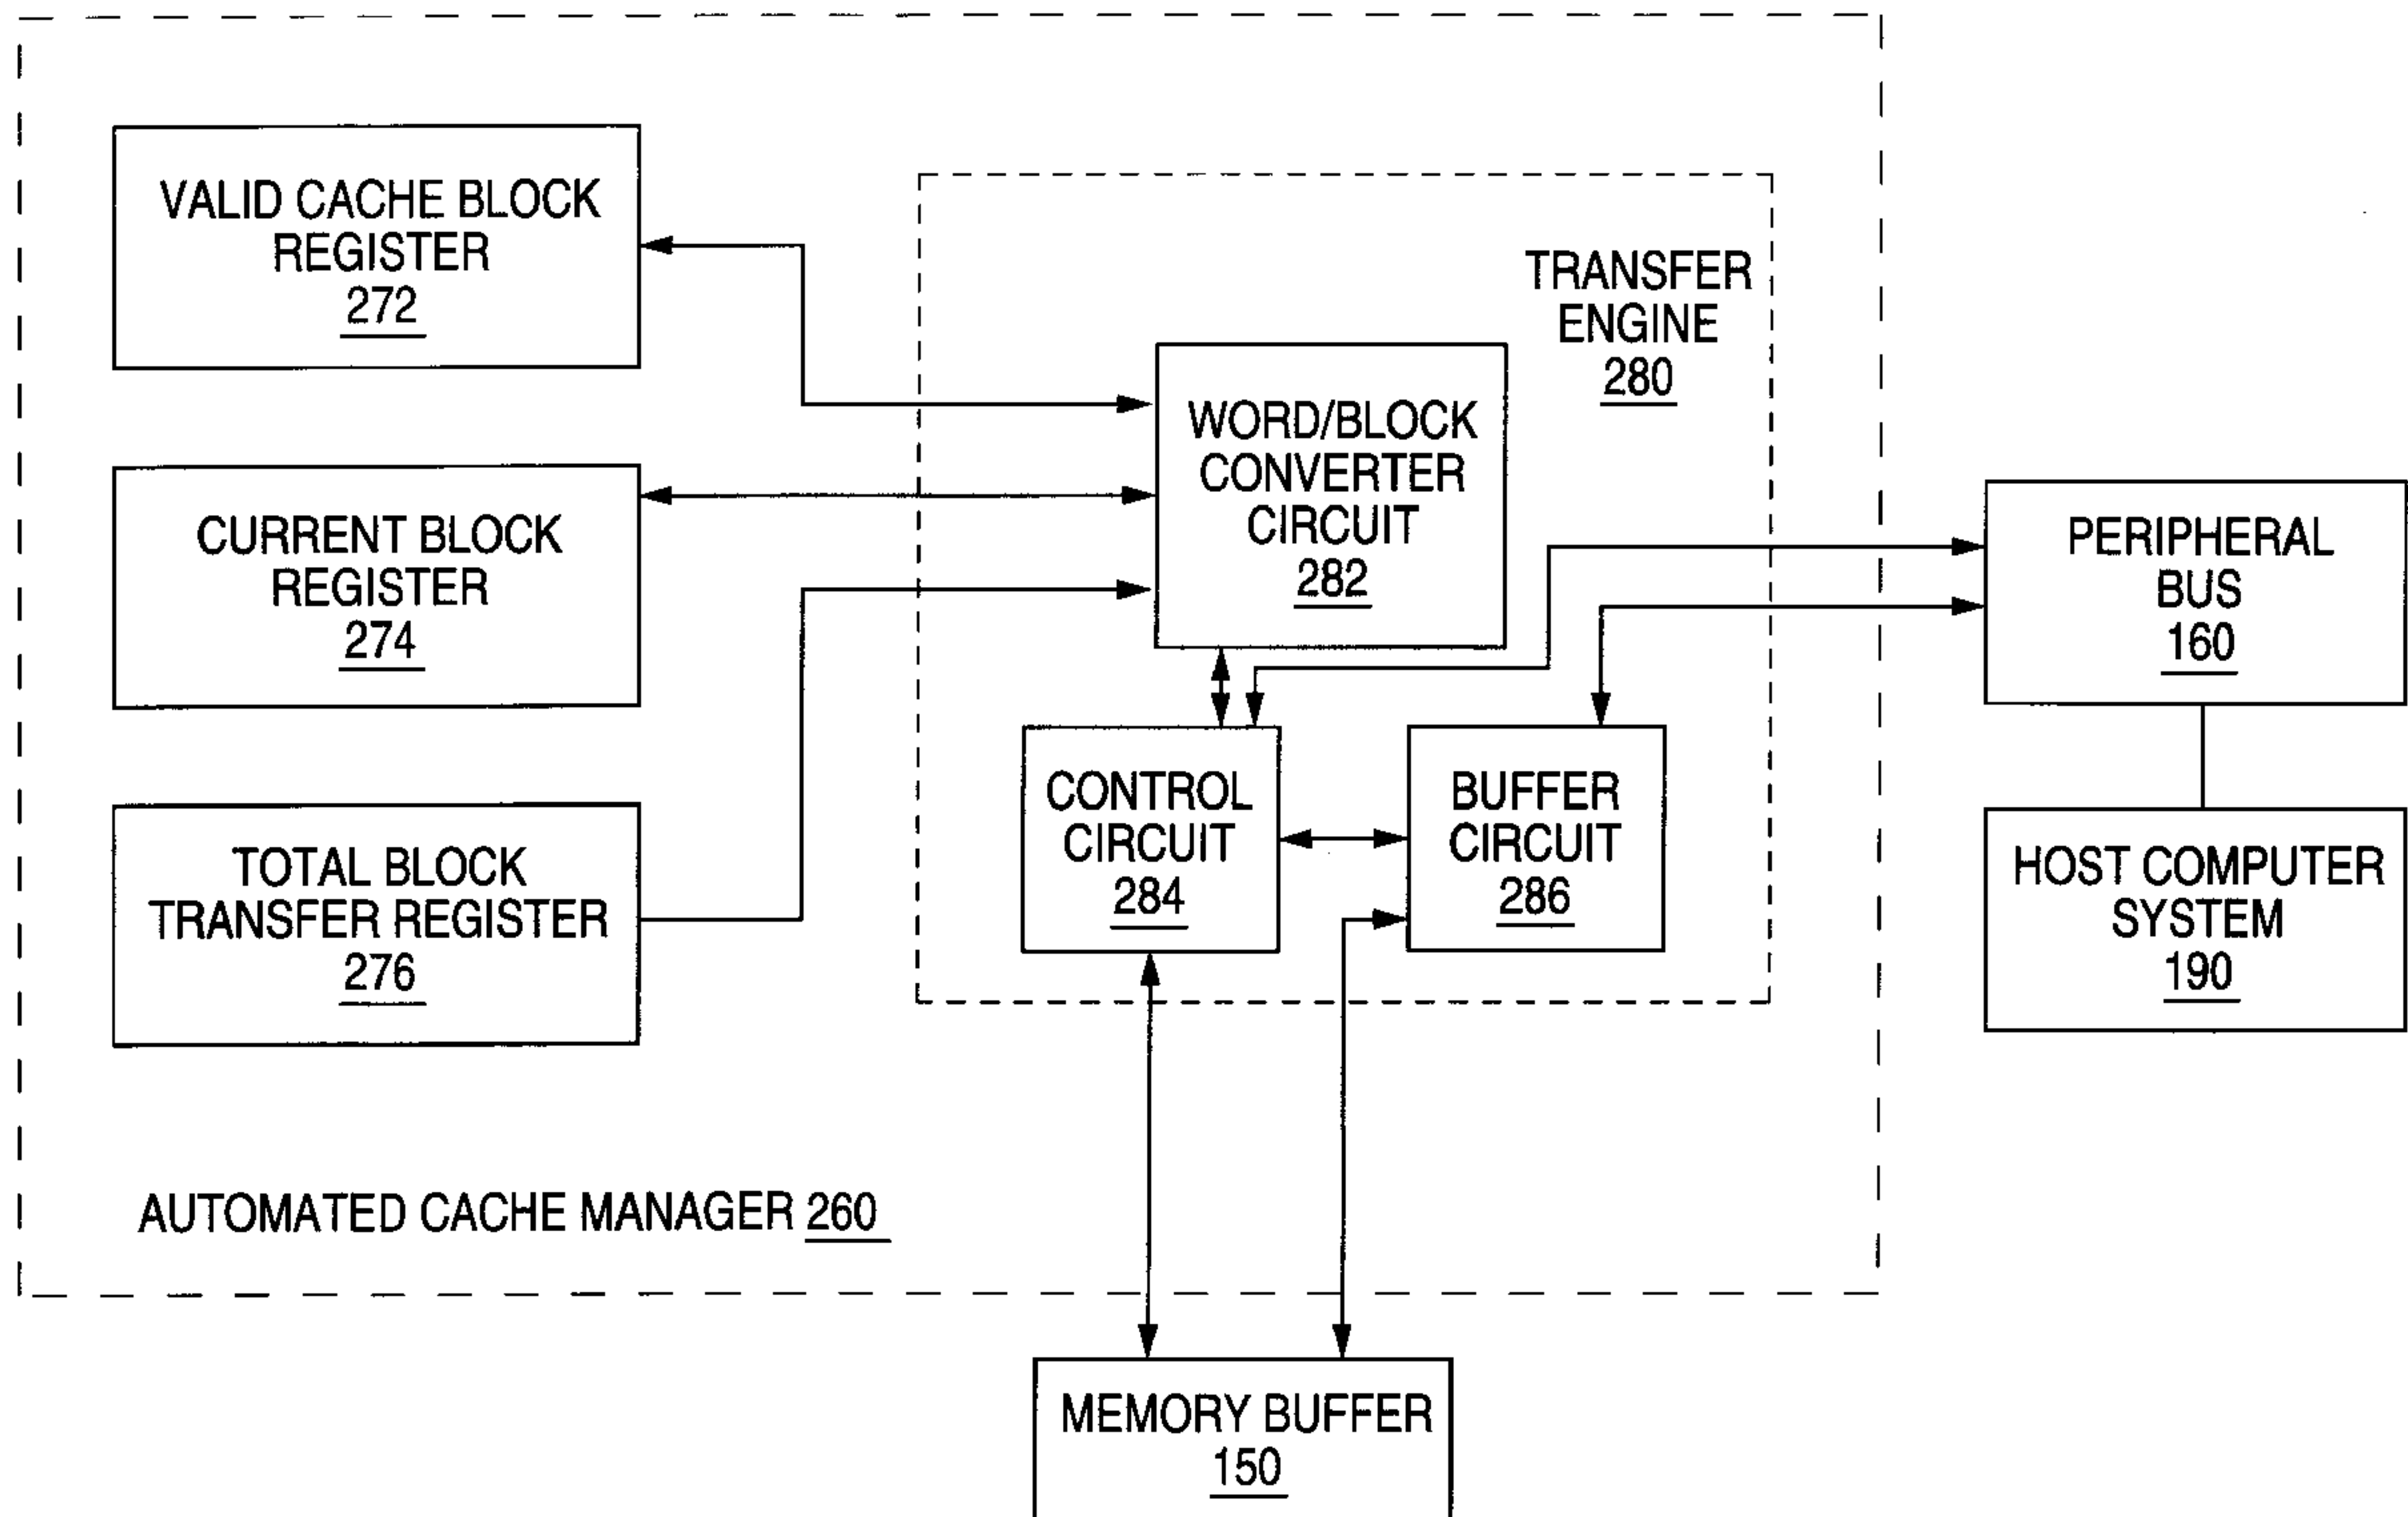 VALID CACHE BLOCK
REGISTER
272
TRANSFER
ENGINE
280
WORD/BLOCK
CONVERTER
CIRCUIT
282
CURRENT BLOCK
REGISTER
274
PERIPHERAL
BUS
160
CONTROL
CIRCUIT
284
BUFFER
CIRCUIT
286
TOTAL BLOCK
TRANSFER REGISTER
276
HOST COMPUTER
SYSTEM
190
AUTOMATED CACHE MANAGER 260
MEMORY BUFFER
150